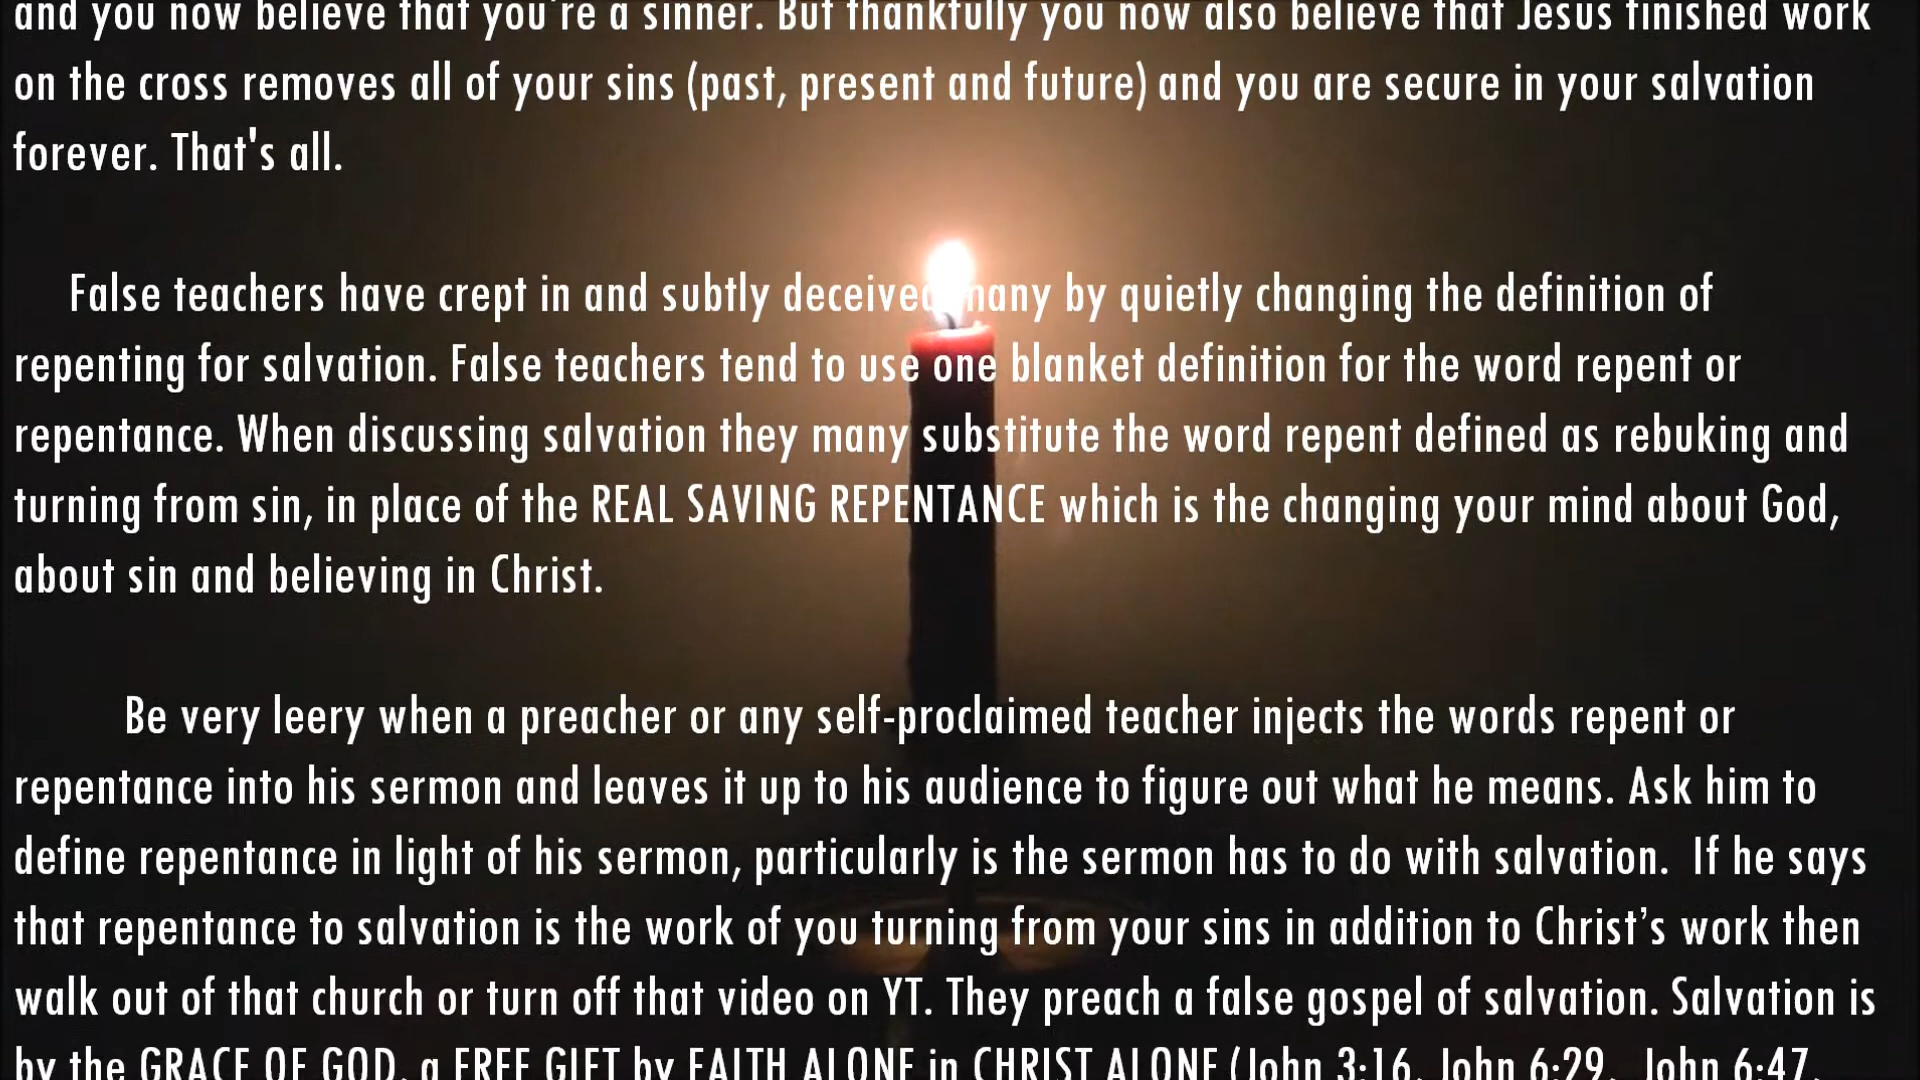 and you now believe that you're a sinner. But thankfully you now also believe that Jesus finished work
on the cross removes all of your sins (past, present and future) and you are secure in your salvation
forever. That's all.
False teachers have crept in and subtly deceived many by quietly changing the definition of
repenting for salvation. False teachers tend to use one blanket definition for the word repent or
repentance. When discussing salvation they many substitute the word repent defined as rebuking and
turning from sin, in place of the REAL SAVING REPENTANCE which is the changing your mind about God,
about sin and believing in Christ.
Be very leery when a preacher or any self-proclaimed teacher injects the words repent or
repentance into his sermon and leaves it up to his audience to figure out what he means. Ask him to
define repentance in light of his sermon, particularly is the sermon has to do with salvation.  If he says
that repentance to salvation is the work of you turning from your sins in addition to Christ’s work then
walk out of that church or turn off that video on YT. They preach a false gospel of salvation. Salvation is
by the GRACE OF GOD, a FREE GIFT by FAITH ALONE in CHRIST ALONE (John 3:16, John 6:29,  John 6:47,